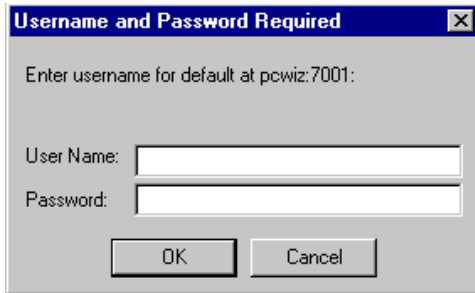 Username and Password Required
Enter username for default at pcwiz:7001:
User Name:
Password:
OK Cancel